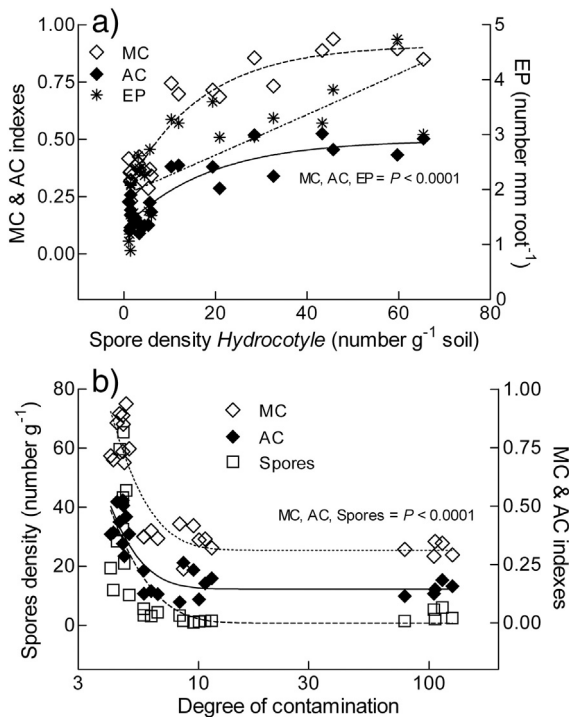 a)
MC
AC
EP
1.00
0.75
0.50
0.25
0.00
MC & AC indexes
5
4
3
2
1
0
EP (number mm root⁻¹)
MC, AC, EP = P < 0.0001
0 20 40 60 80
Spore density Hydrocotyle (number g⁻¹ soil)
b)
MC
AC
Spores
80
60
40
20
0
Spores density (number g⁻¹)
1.00
0.75
0.50
0.25
0.00
MC & AC indexes
MC, AC, Spores = P < 0.0001
3 10 30 100
Degree of contamination